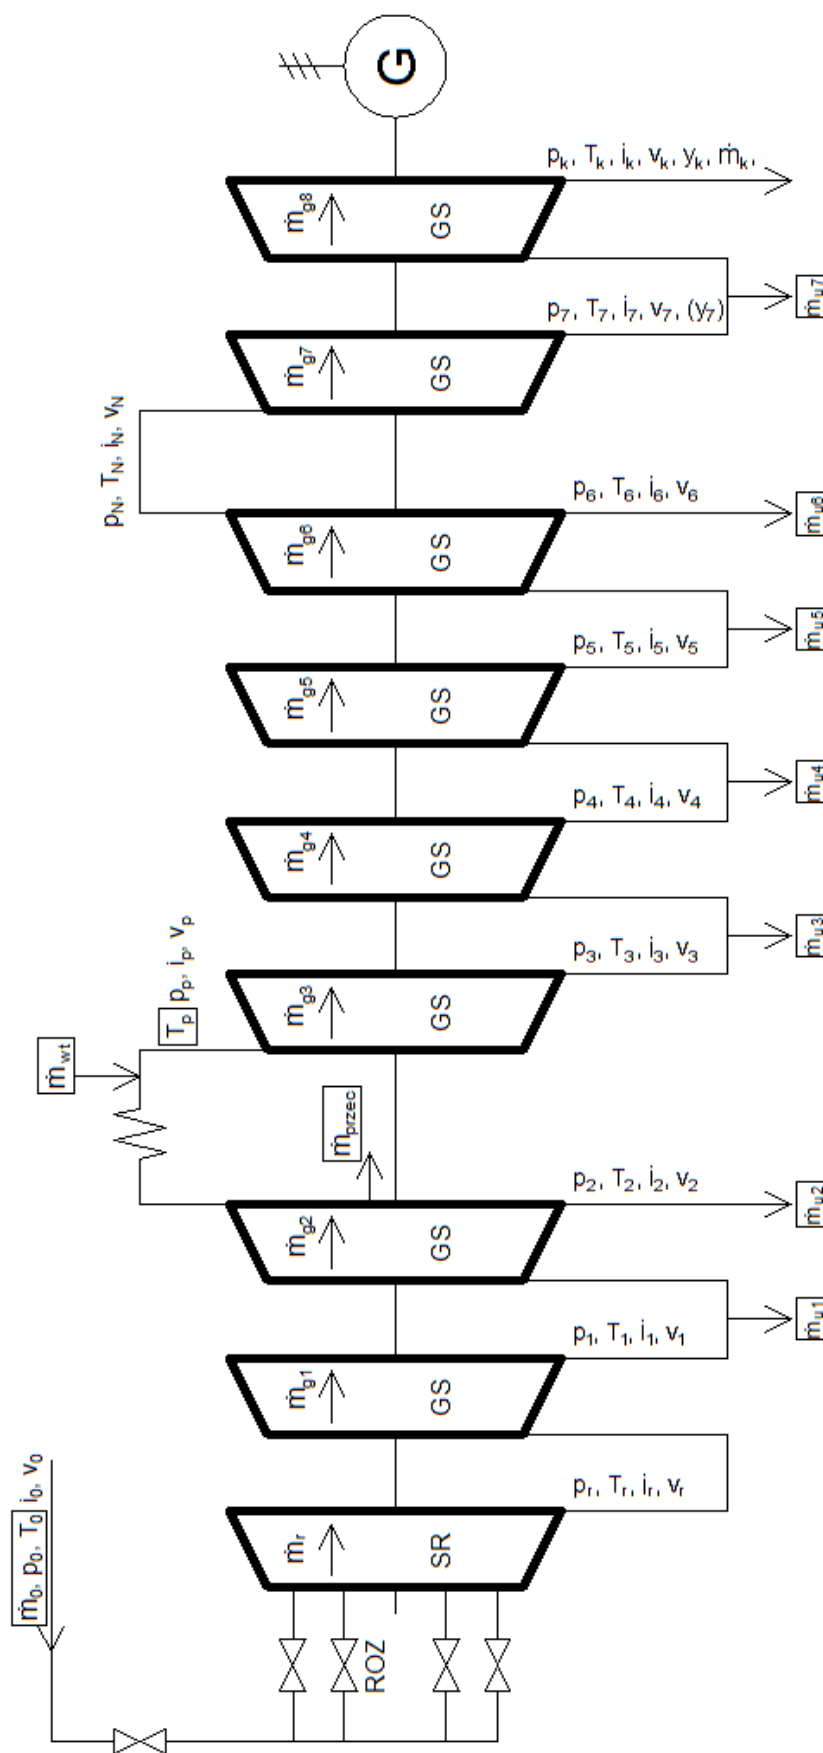 ṁ₀, p₀, T₀ i₀, v₀
ROZ
ṁᵣ
SR
pᵣ, Tᵣ, iᵣ, vᵣ
ṁg1
GS
p₁, T₁, i₁, v₁
ṁu1
ṁg2
GS
p₂, T₂, i₂, v₂
ṁu2
ṁprzec
ṁwt
Tp pp, ip, vp
ṁg3
GS
p₃, T₃, i₃, v₃
ṁu3
ṁg4
GS
p₄, T₄, i₄, v₄
ṁu4
ṁg5
GS
p₅, T₅, i₅, v₅
ṁu5
ṁg6
GS
p₆, T₆, i₆, v₆
ṁu6
pN, TN, iN, vN
ṁg7
GS
p₇, T₇, i₇, v₇, (y₇)
ṁu7
ṁg8
GS
pk, Tk, ik, vk, yk, ṁk,
G